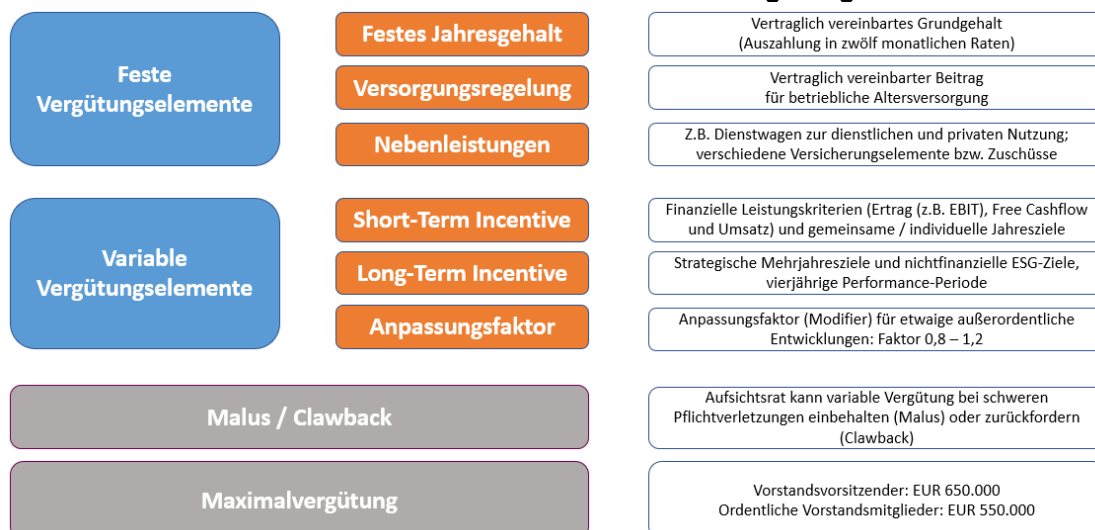 Feste
Vergütungselemente
Festes Jahresgehalt
Vertraglich vereinbartes Grundgehalt
(Auszahlung in zwölf monatlichen Raten)
Versorgungsregelung
Vertraglich vereinbarter Beitrag
für betriebliche Altersversorgung
Nebenleistungen
Z.B. Dienstwagen zur dienstlichen und privaten Nutzung;
verschiedene Versicherungselemente bzw. Zuschüsse
Variable
Vergütungselemente
Short-Term Incentive
Finanzielle Leistungskriterien (Ertrag (z.B. EBIT), Free Cashflow
und Umsatz) und gemeinsame / individuelle Jahresziele
Long-Term Incentive
Strategische Mehrjahresziele und nichtfinanzielle ESG-Ziele,
vierjährige Performance-Periode
Anpassungsfaktor
Anpassungsfaktor (Modifier) für etwaige außerordentliche
Entwicklungen: Faktor 0,8 – 1,2
Malus / Clawback
Aufsichtsrat kann variable Vergütung bei schweren
Pflichtverletzungen einbehalten (Malus) oder zurückfordern
(Clawback)
Maximalvergütung
Vorstandsvorsitzender: EUR 650.000
Ordentliche Vorstandsmitglieder: EUR 550.000